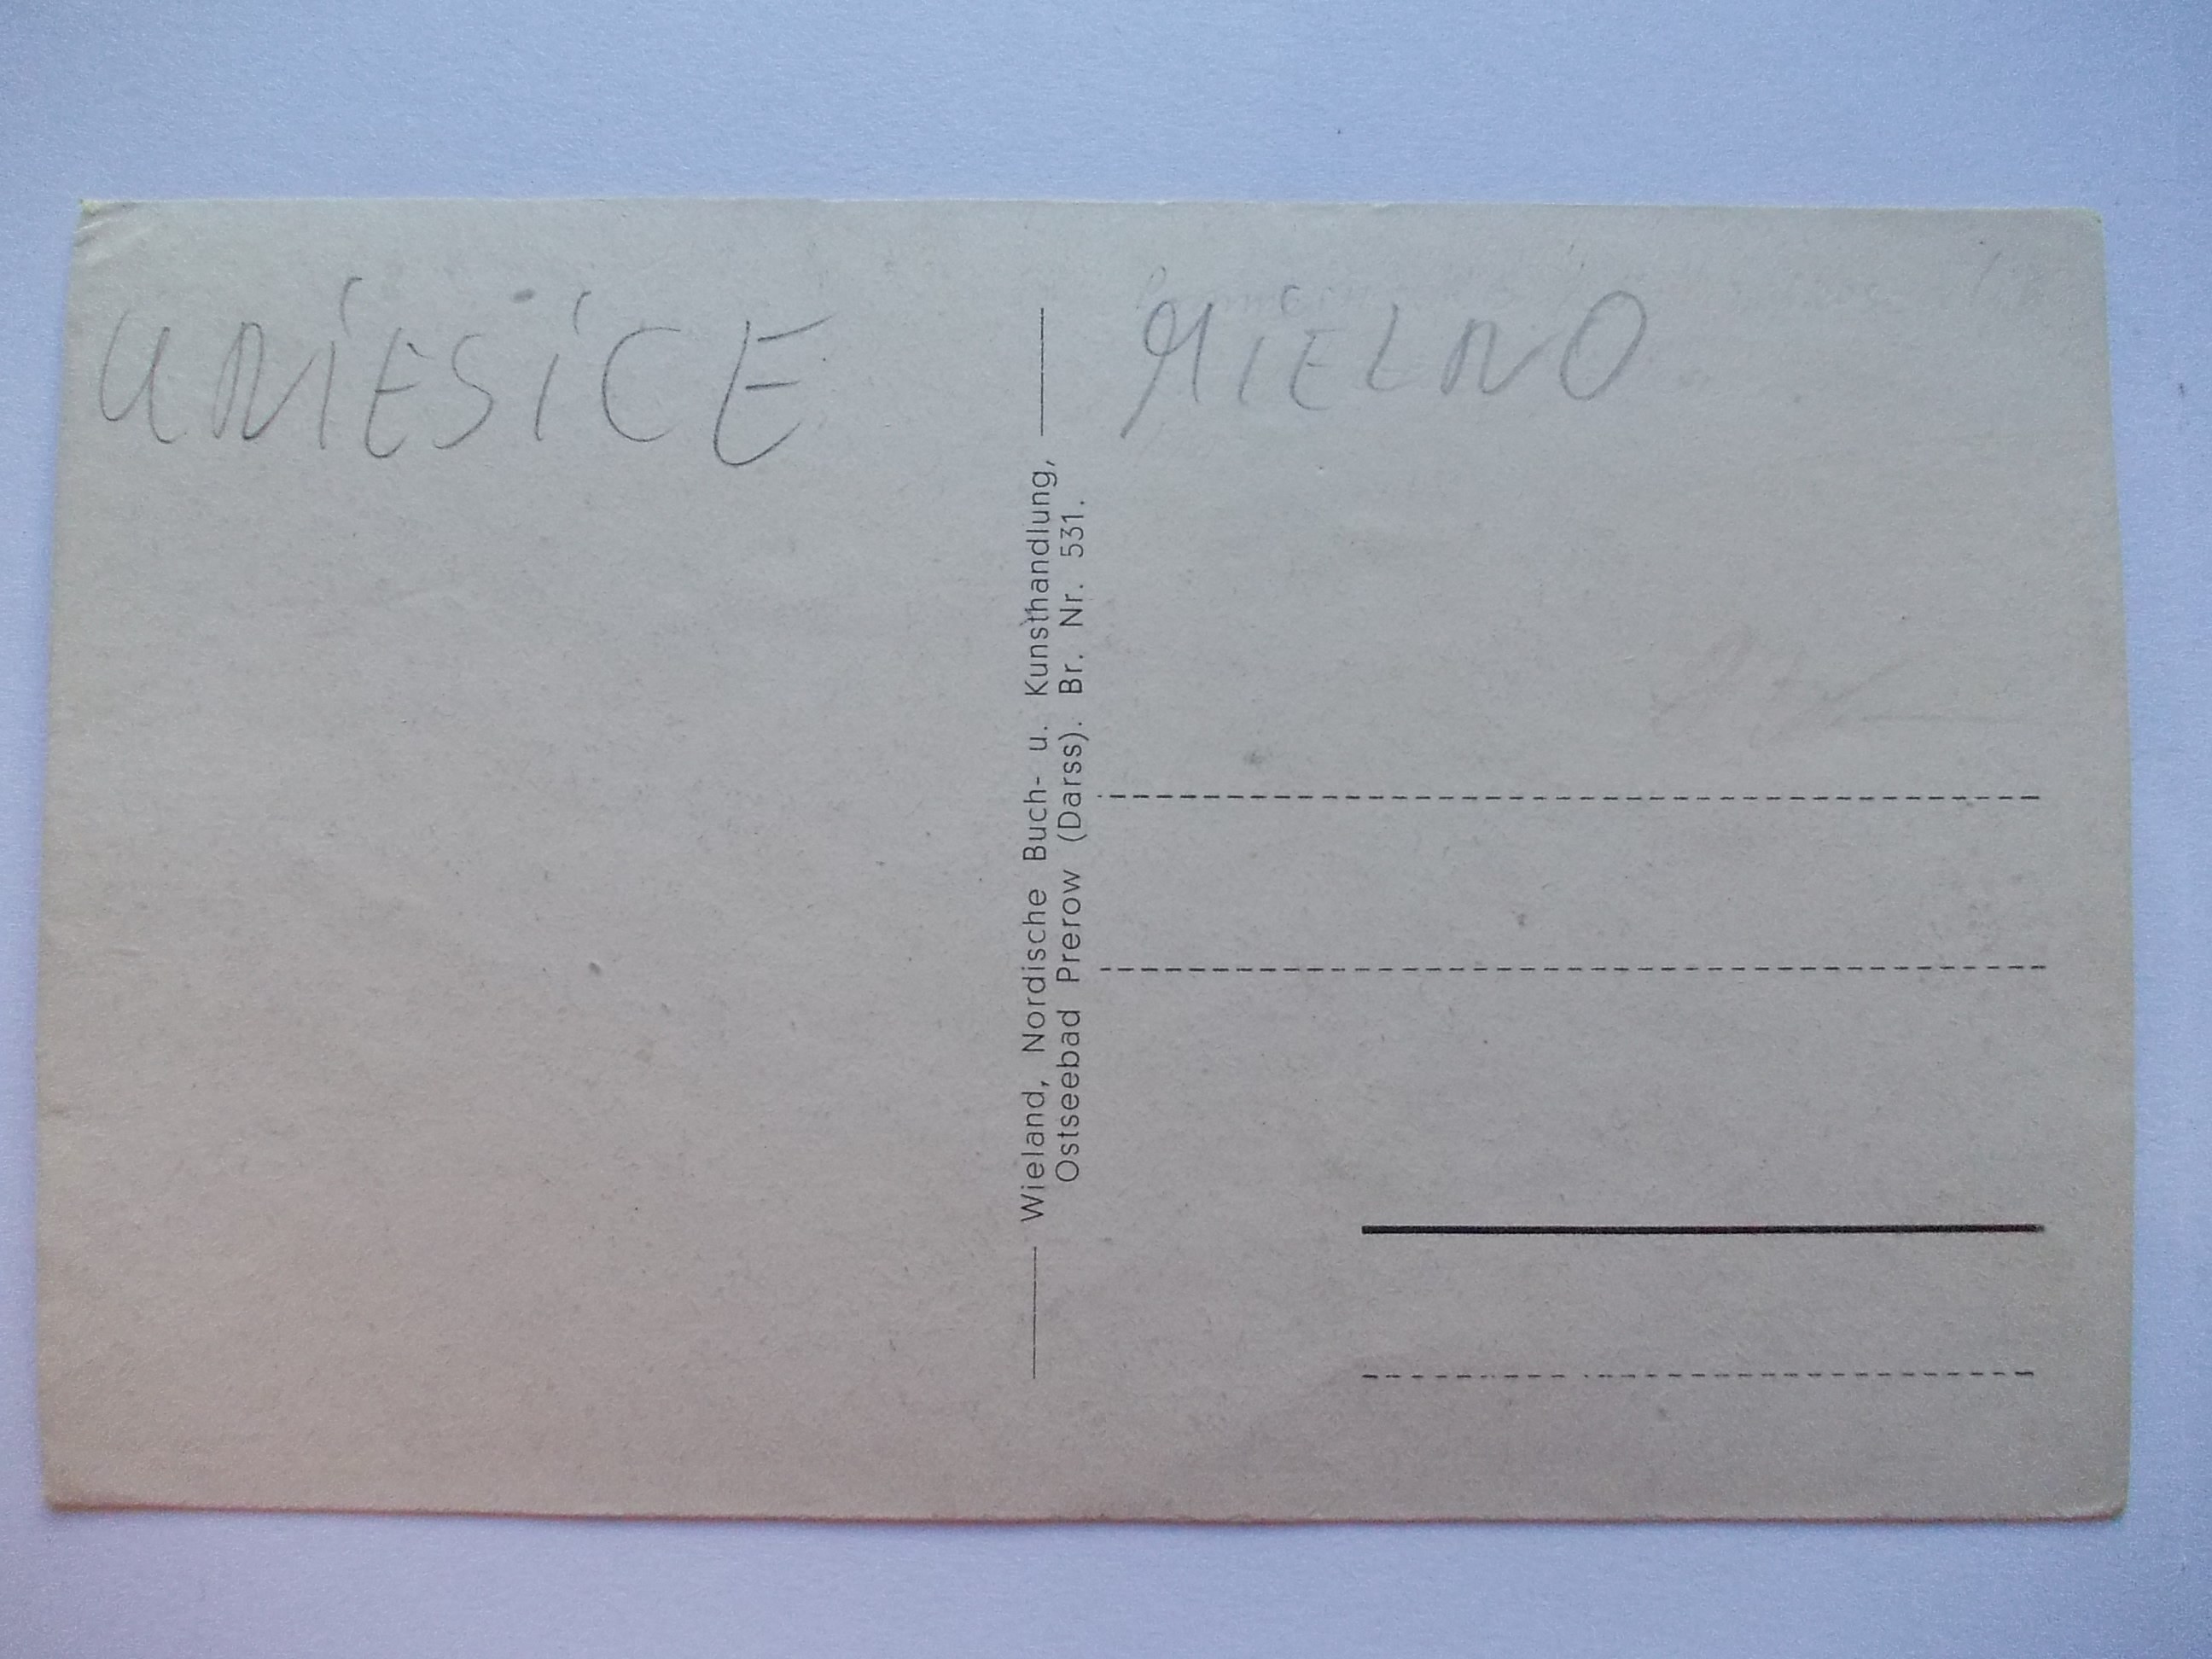 UNiESiCE
MiELNO
Wieland, Nordische Buch- u. Kunsthandlung,
Ostseebad Prerow (Darss). Br. Nr. 531.